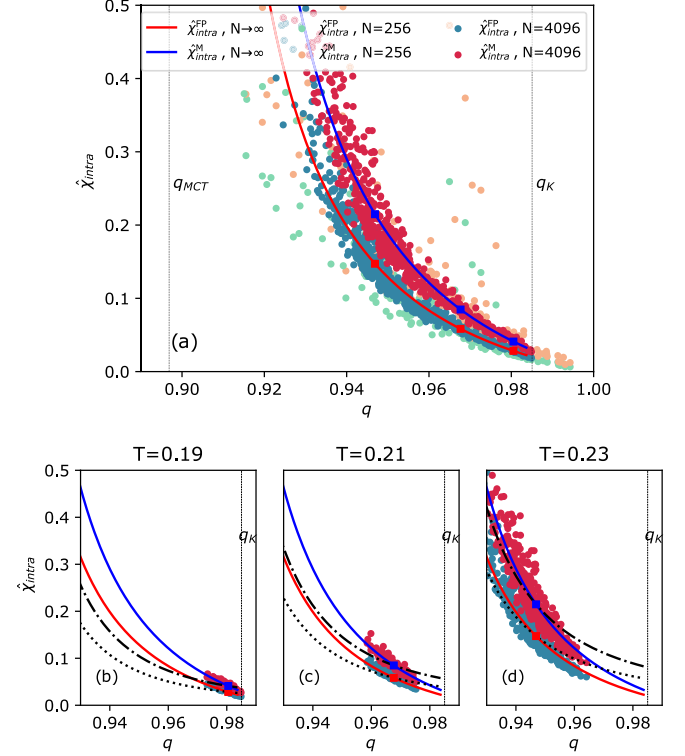 0.5
0.4
0.3
0.2
0.1
0.0
χ̂_intra
χ̂^FP_intra , N→∞
χ̂^M_intra , N→∞
χ̂^FP_intra , N=256
χ̂^M_intra , N=256
χ̂^FP_intra , N=4096
χ̂^M_intra , N=4096
q_MCT
q_K
(a)
0.90 0.92 0.94 0.96 0.98 1.00
q
T=0.19 T=0.21 T=0.23
0.5
0.4
0.3
0.2
0.1
0.0
χ̂_intra
q_K q_K q_K
(b) (c) (d)
0.94 0.96 0.98 0.94 0.96 0.98 0.94 0.96 0.98
q q q